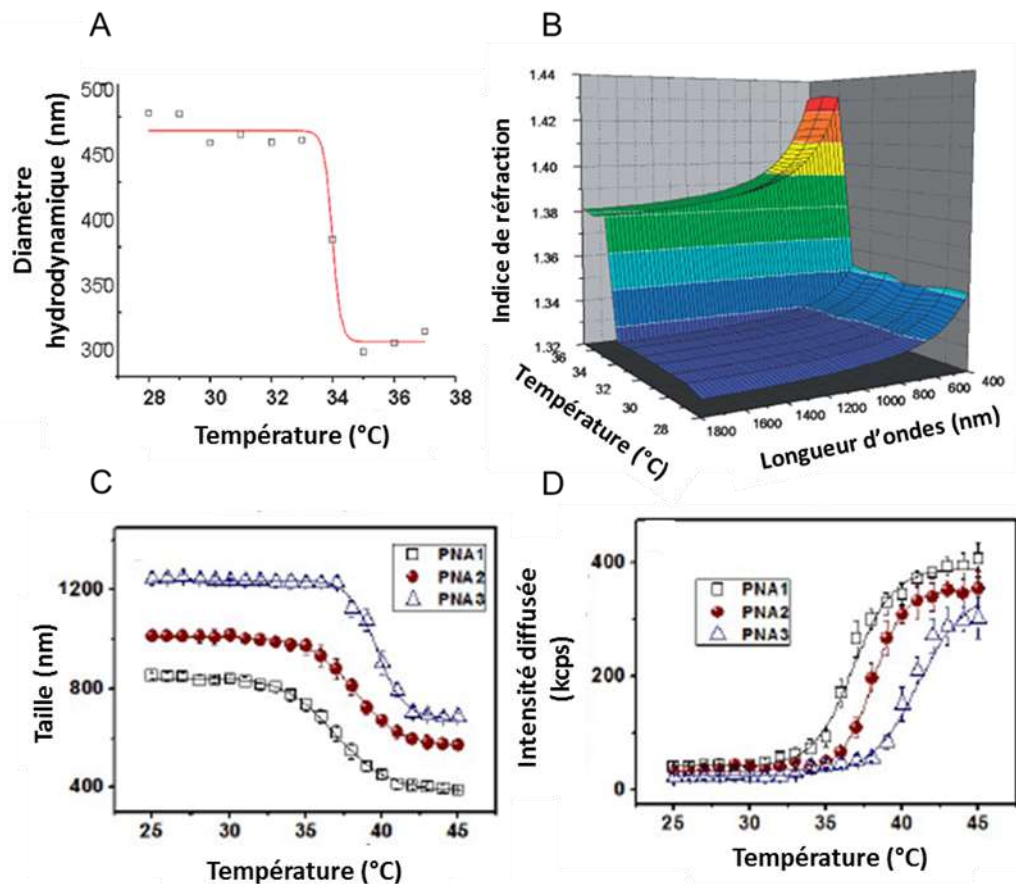 A
Diamètre
hydrodynamique (nm)
500
450
400
350
300
28 30 32 34 36 38
Température (°C)
B
Indice de réfraction
1.44
1.42
1.40
1.38
1.36
1.34
1.32
36
34
32
30
28
Température (°C)
1800 1600 1400 1200 1000 800 600 400
Longueur d'ondes (nm)
C
Taille (nm)
1200
800
400
PNA1
PNA2
PNA3
25 30 35 40 45
Température (°C)
D
Intensité diffusée
(kcps)
400
200
0
PNA1
PNA2
PNA3
25 30 35 40 45
Température (°C)